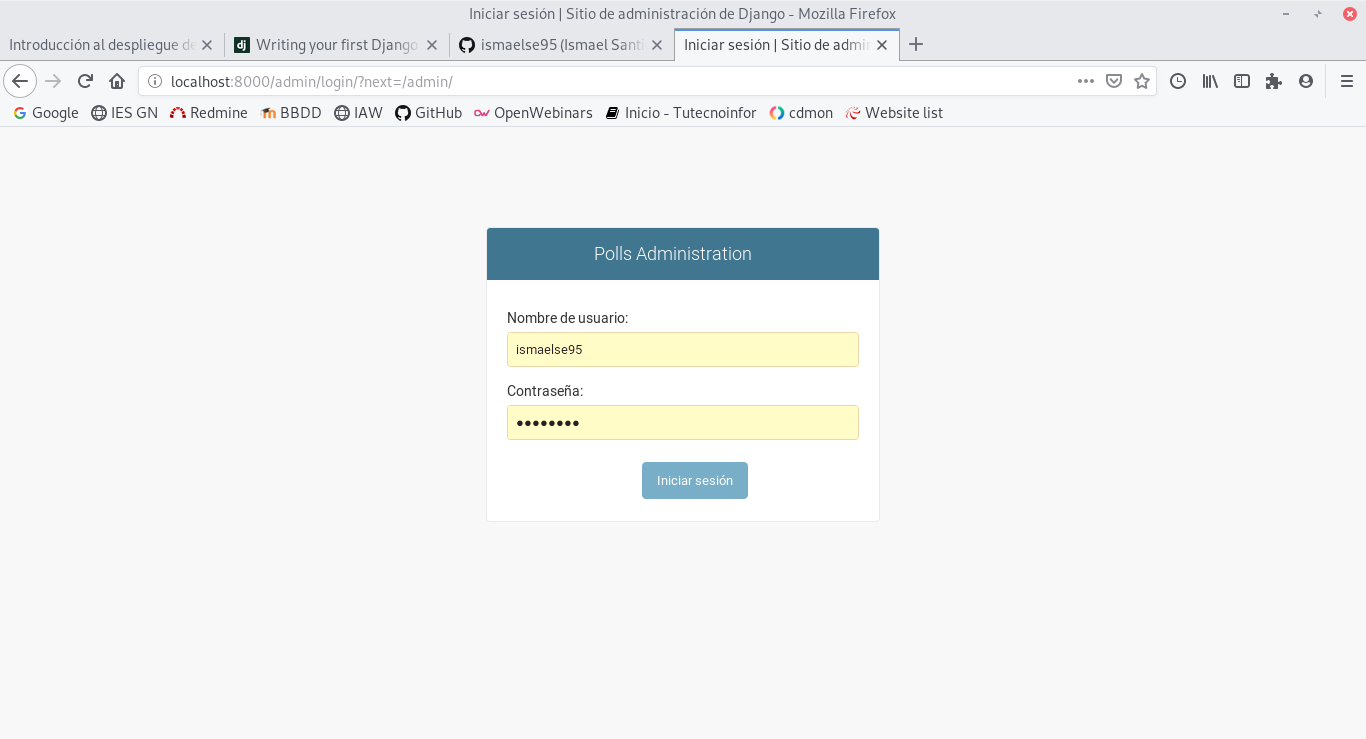 Iniciar sesión | Sitio de administración de Django - Mozilla Firefox
Introducción al despliegue de
Writing your first Django
ismaelse95 (Ismael Santi
Iniciar sesión | Sitio de admin
localhost:8000/admin/login/?next=/admin/
Google IES GN Redmine BBDD IAW GitHub OpenWebinars Inicio - Tutecnoinfor cdmon Website list
Polls Administration
Nombre de usuario:
ismaelse95
Contraseña:
••••••••
Iniciar sesión